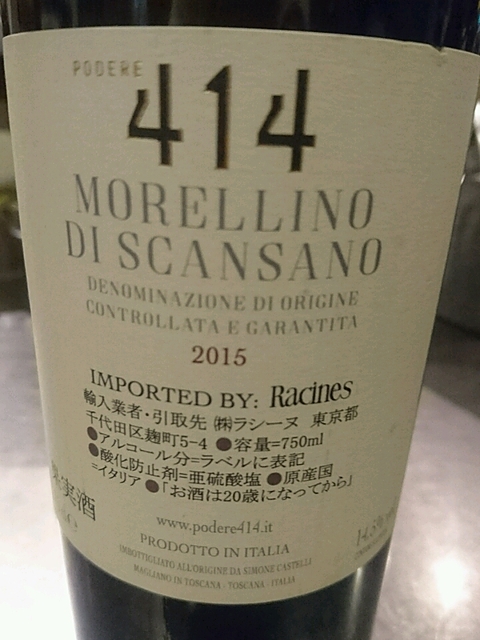 PODERE
414
MORELLINO
DI SCANSANO
DENOMINAZIONE DI ORIGINE
CONTROLLATA E GARANTITA
2015
IMPORTED BY: Racines
輸入業者・引取先 ㈱ラシーヌ 東京都
千代田区麹町5-4 ●容量=750ml
●アルコール分=ラベルに表記
●酸化防止剤=亜硫酸塩 ●原産国
=イタリア ●「お酒は20歳になってから」
果実酒
www.podere414.it
PRODOTTO IN ITALIA
14.5%
IMBOTTIGLIATO ALL'ORIGINE DA SIMONE CASTELLI
MAGLIANO IN TOSCANA - TOSCANA - ITALIA